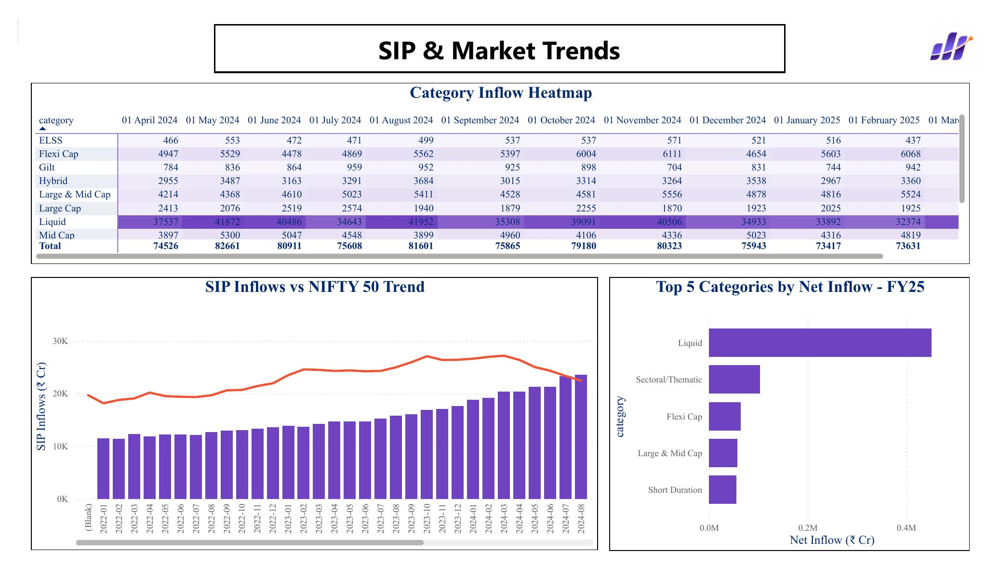 SIP & Market Trends
Category Inflow Heatmap
category 01 April 2024 01 May 2024 01 June 2024 01 July 2024 01 August 2024 01 September 2024 01 October 2024 01 November 2024 01 December 2024 01 January 2025 01 February 2025 01 Marc
ELSS 466 553 472 471 499 537 537 571 521 516 437
Flexi Cap 4947 5529 4478 4869 5562 5397 6004 6111 4654 5603 6068
Gilt 784 836 864 959 952 925 898 704 831 744 942
Hybrid 2955 3487 3163 3291 3684 3015 3314 3264 3538 2967 3360
Large & Mid Cap 4214 4368 4610 5023 5411 4528 4581 5556 4878 4816 5524
Large Cap 2413 2076 2519 2574 1940 1879 2255 1870 1923 2025 1925
Liquid 37537 41872 40486 34643 41952 35308 39091 40506 34933 33892 32374
Mid Cap 3897 5300 5047 4548 3899 4960 4106 4336 5023 4316 4819
Total 74526 82661 80911 75608 81601 75865 79180 80323 75943 73417 73631
SIP Inflows vs NIFTY 50 Trend
SIP Inflows (₹ Cr)
30K
20K
10K
0K
(Blank) 2022-01 2022-02 2022-03 2022-04 2022-05 2022-06 2022-07 2022-08 2022-09 2022-10 2022-11 2022-12 2023-01 2023-02 2023-03 2023-04 2023-05 2023-06 2023-07 2023-08 2023-09 2023-10 2023-11 2023-12 2024-01 2024-02 2024-03 2024-04 2024-05 2024-06 2024-07 2024-08
Top 5 Categories by Net Inflow - FY25
category
Liquid
Sectoral/Thematic
Flexi Cap
Large & Mid Cap
Short Duration
0.0M 0.2M 0.4M
Net Inflow (₹ Cr)